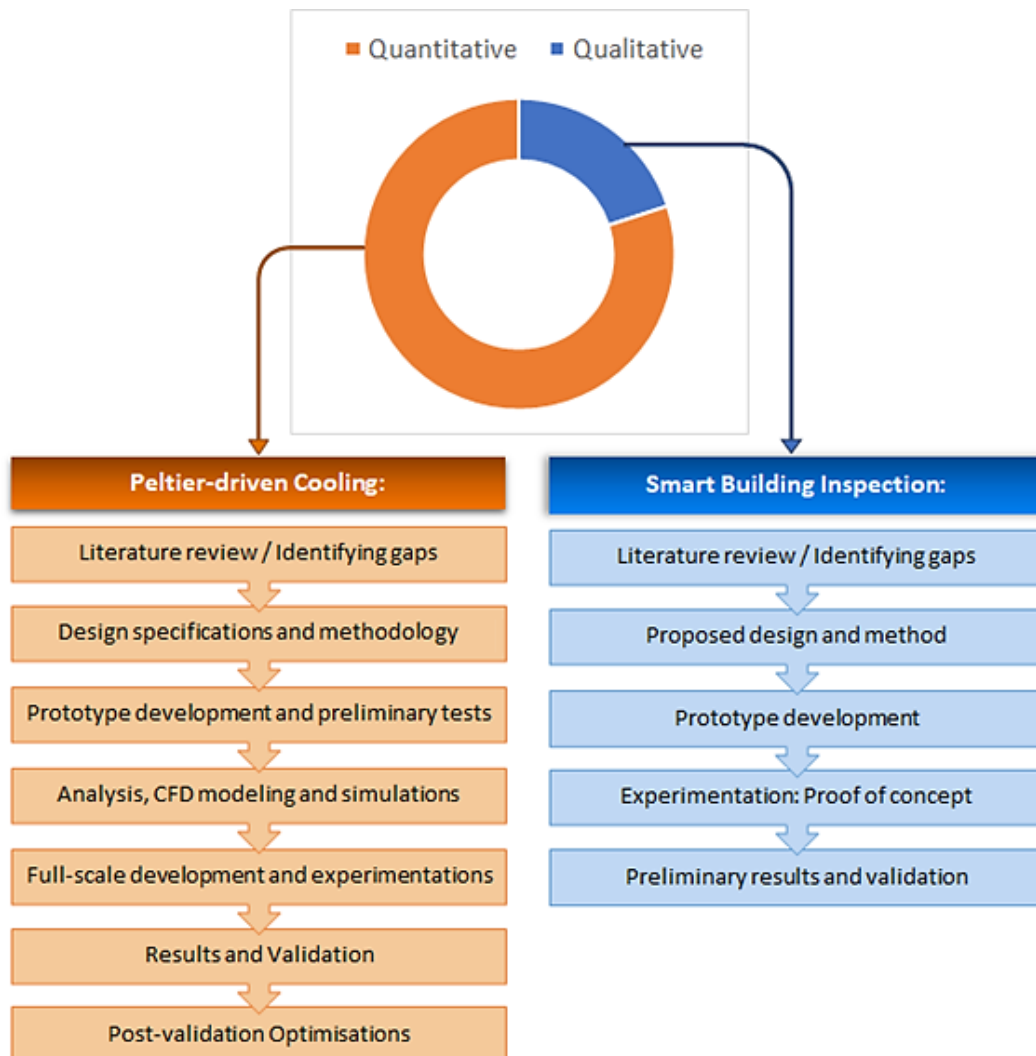 Quantitative Qualitative
Peltier-driven Cooling:
Literature review / Identifying gaps
Design specifications and methodology
Prototype development and preliminary tests
Analysis, CFD modeling and simulations
Full-scale development and experimentations
Results and Validation
Post-validation Optimisations
Smart Building Inspection:
Literature review / Identifying gaps
Proposed design and method
Prototype development
Experimentation: Proof of concept
Preliminary results and validation